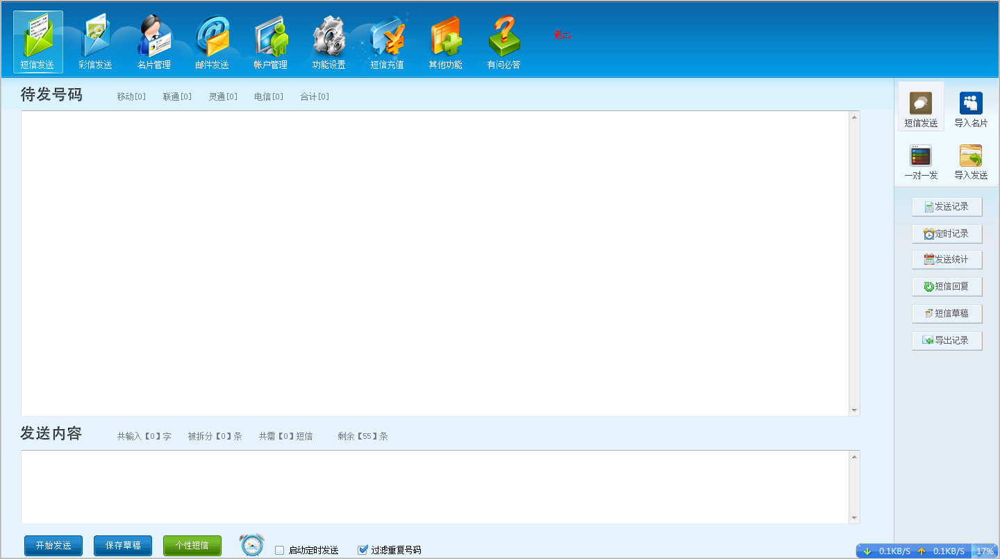 短信发送 彩信发送 名片管理 邮件发送 帐户管理 功能设置 短信充值 其他功能 有问必答
待发号码 移动[0] 联通[0] 灵通[0] 电信[0] 合计[0]
短信发送 导入名片
一对一发 导入发送
发送记录
定时记录
发送统计
短信回复
短信草稿
导出记录
发送内容 共输入【0】字 被拆分【0】条 共需【0】短信 剩余【55】条
开始发送 保存草稿 个性短信 启动定时发送 过滤重复号码
0.1KB/S 0.1KB/S 17%